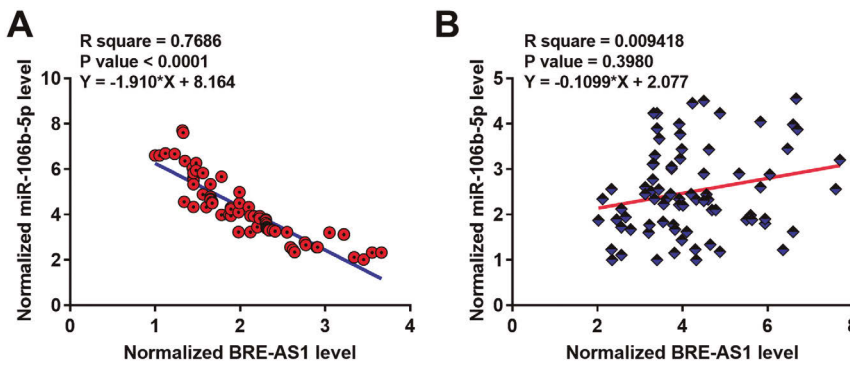 A
R square = 0.7686
P value < 0.0001
Y = -1.910*X + 8.164
Normalized miR-106b-5p level
10
8
6
4
2
0
0 1 2 3 4
Normalized BRE-AS1 level
B
R square = 0.009418
P value = 0.3980
Y = -0.1099*X + 2.077
Normalized miR-106b-5p level
5
4
3
2
1
0
0 2 4 6 8
Normalized BRE-AS1 level